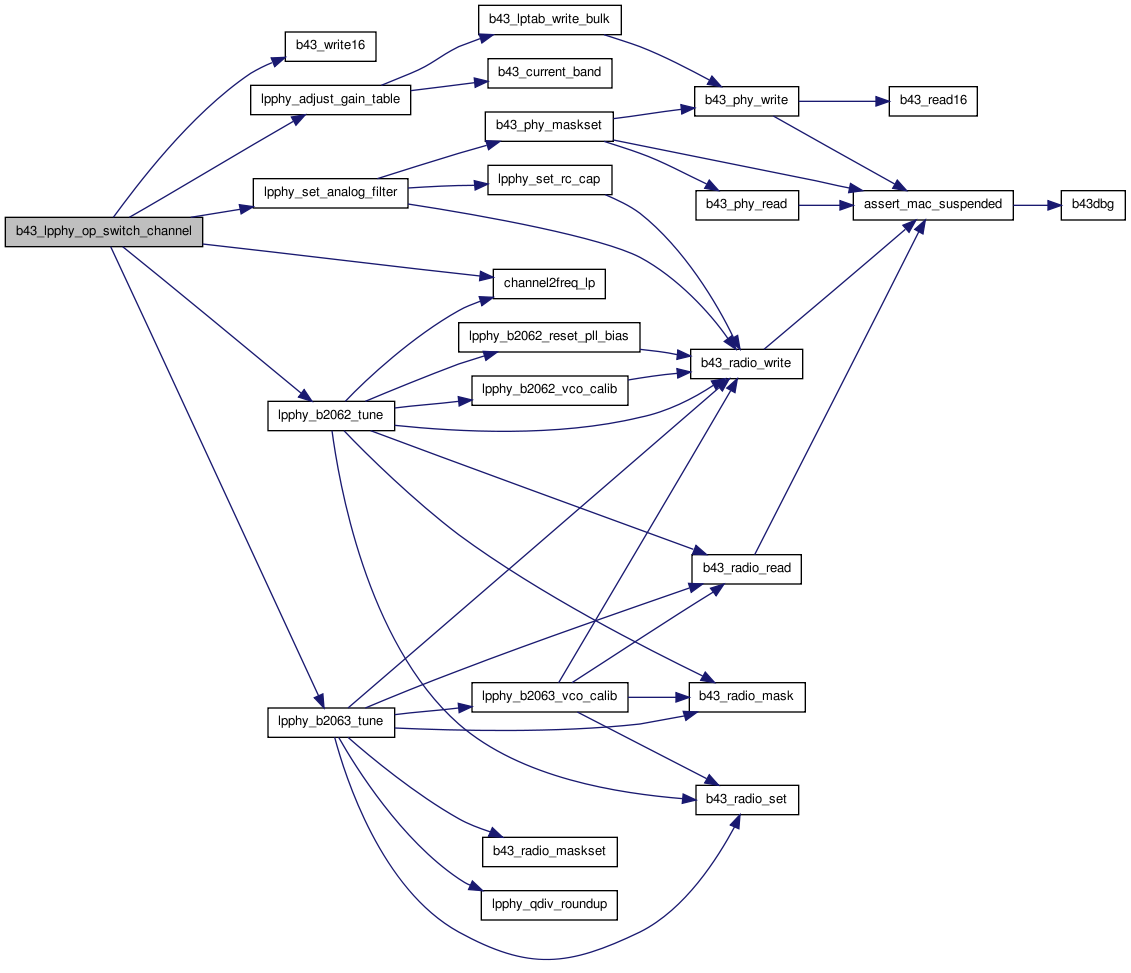 b43_lptab_write_bulk
b43_write16
b43_current_band
lpphy_adjust_gain_table
b43_phy_write
b43_read16
b43_phy_maskset
lpphy_set_rc_cap
lpphy_set_analog_filter
b43_phy_read
assert_mac_suspended
b43dbg
b43_lpphy_op_switch_channel
channel2freq_lp
lpphy_b2062_reset_pll_bias
b43_radio_write
lpphy_b2062_vco_calib
lpphy_b2062_tune
b43_radio_read
lpphy_b2063_vco_calib
b43_radio_mask
lpphy_b2063_tune
b43_radio_set
b43_radio_maskset
lpphy_qdiv_roundup